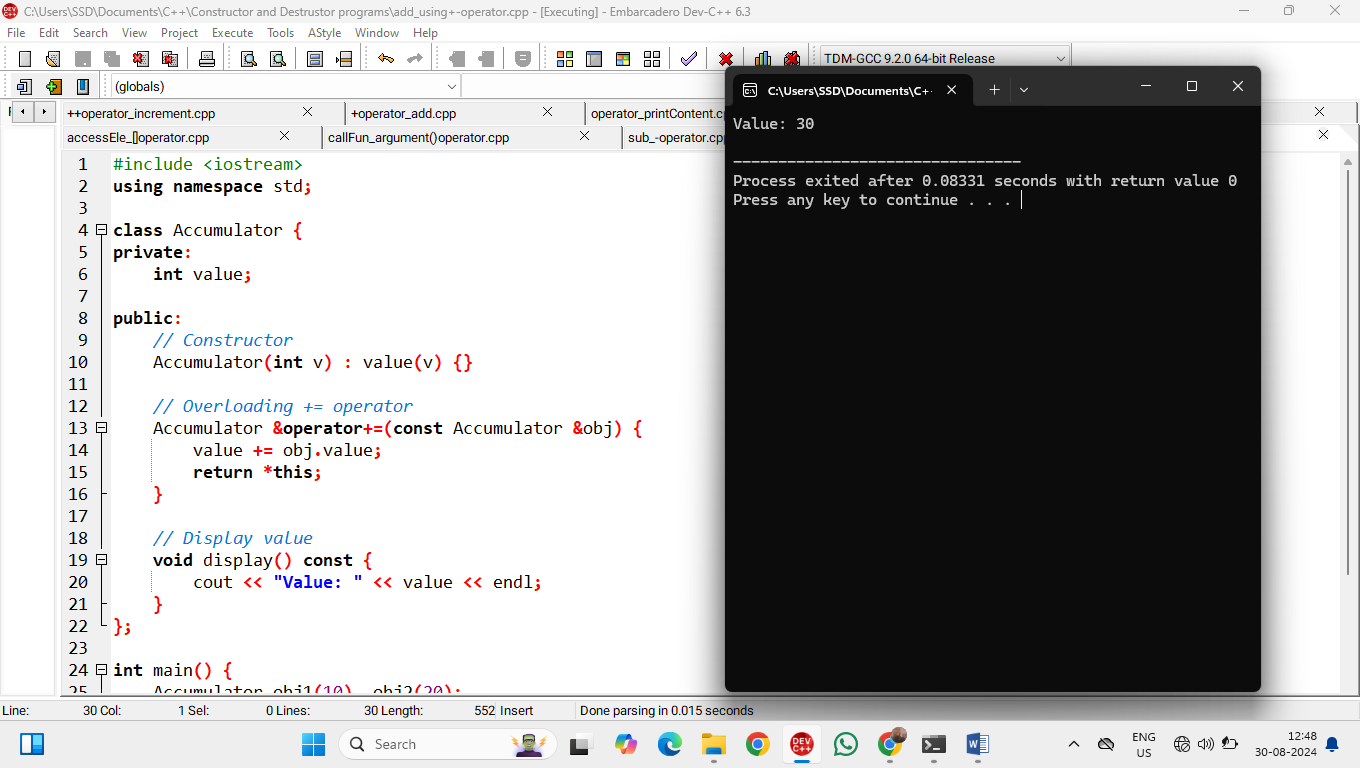 C:\Users\SSD\Documents\C++\Constructor and Destrustor programs\add_using+-operator.cpp - [Executing] - Embarcadero Dev-C++ 6.3
File Edit Search View Project Execute Tools AStyle Window Help
TDM-GCC 9.2.0 64-bit Release
(globals)
++operator_increment.cpp +operator_add.cpp operator_printContent.c
accessEle_[]operator.cpp callFun_argument()operator.cpp sub_-operator.cp
1 #include <iostream>
2 using namespace std;
3
4 class Accumulator {
5 private:
6 int value;
7
8 public:
9 // Constructor
10 Accumulator(int v) : value(v) {}
11
12 // Overloading += operator
13 Accumulator &operator+=(const Accumulator &obj) {
14 value += obj.value;
15 return *this;
16 }
17
18 // Display value
19 void display() const {
20 cout << "Value: " << value << endl;
21 }
22 };
23
24 int main() {
25 Accumulator obj1(10), obj2(20);
C:\Users\SSD\Documents\C+
Value: 30
--------------------------------
Process exited after 0.08331 seconds with return value 0
Press any key to continue . . .
Line: 30 Col: 1 Sel: 0 Lines: 30 Length: 552 Insert Done parsing in 0.015 seconds
Search
DEV C++
ENG
US
12:48
30-08-2024